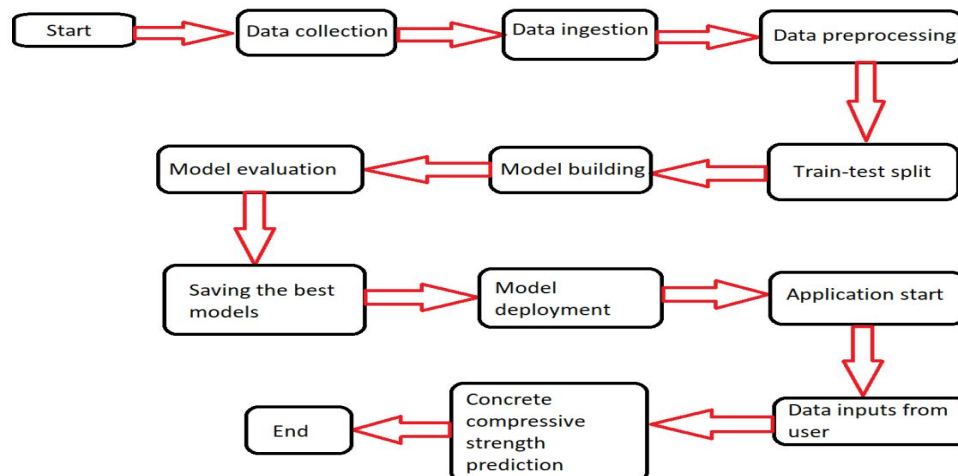 Start
Data collection
Data ingestion
Data preprocessing
Train-test split
Model building
Model evaluation
Saving the best
models
Model
deployment
Application start
Data inputs from
user
Concrete
compressive
strength
prediction
End